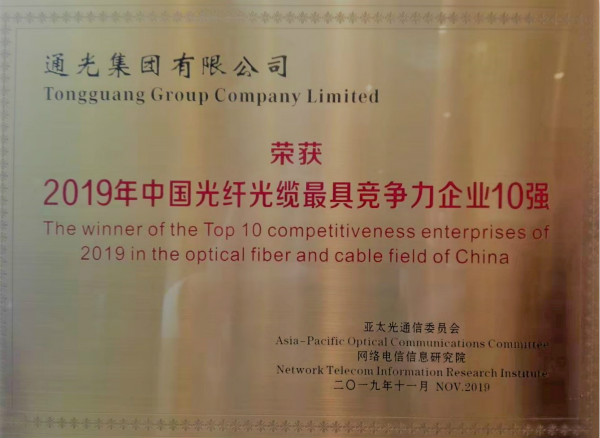 通光集团有限公司
Tongguang Group Company Limited
荣获
2019年中国光纤光缆最具竞争力企业10强
The winner of the Top 10 competitiveness enterprises of
2019 in the optical fiber and cable field of China
亚太光通信委员会
Asia-Pacific Optical Communications Committee
网络电信信息研究院
Network Telecom Information Research Institute
二〇一九年十一月 NOV.2019